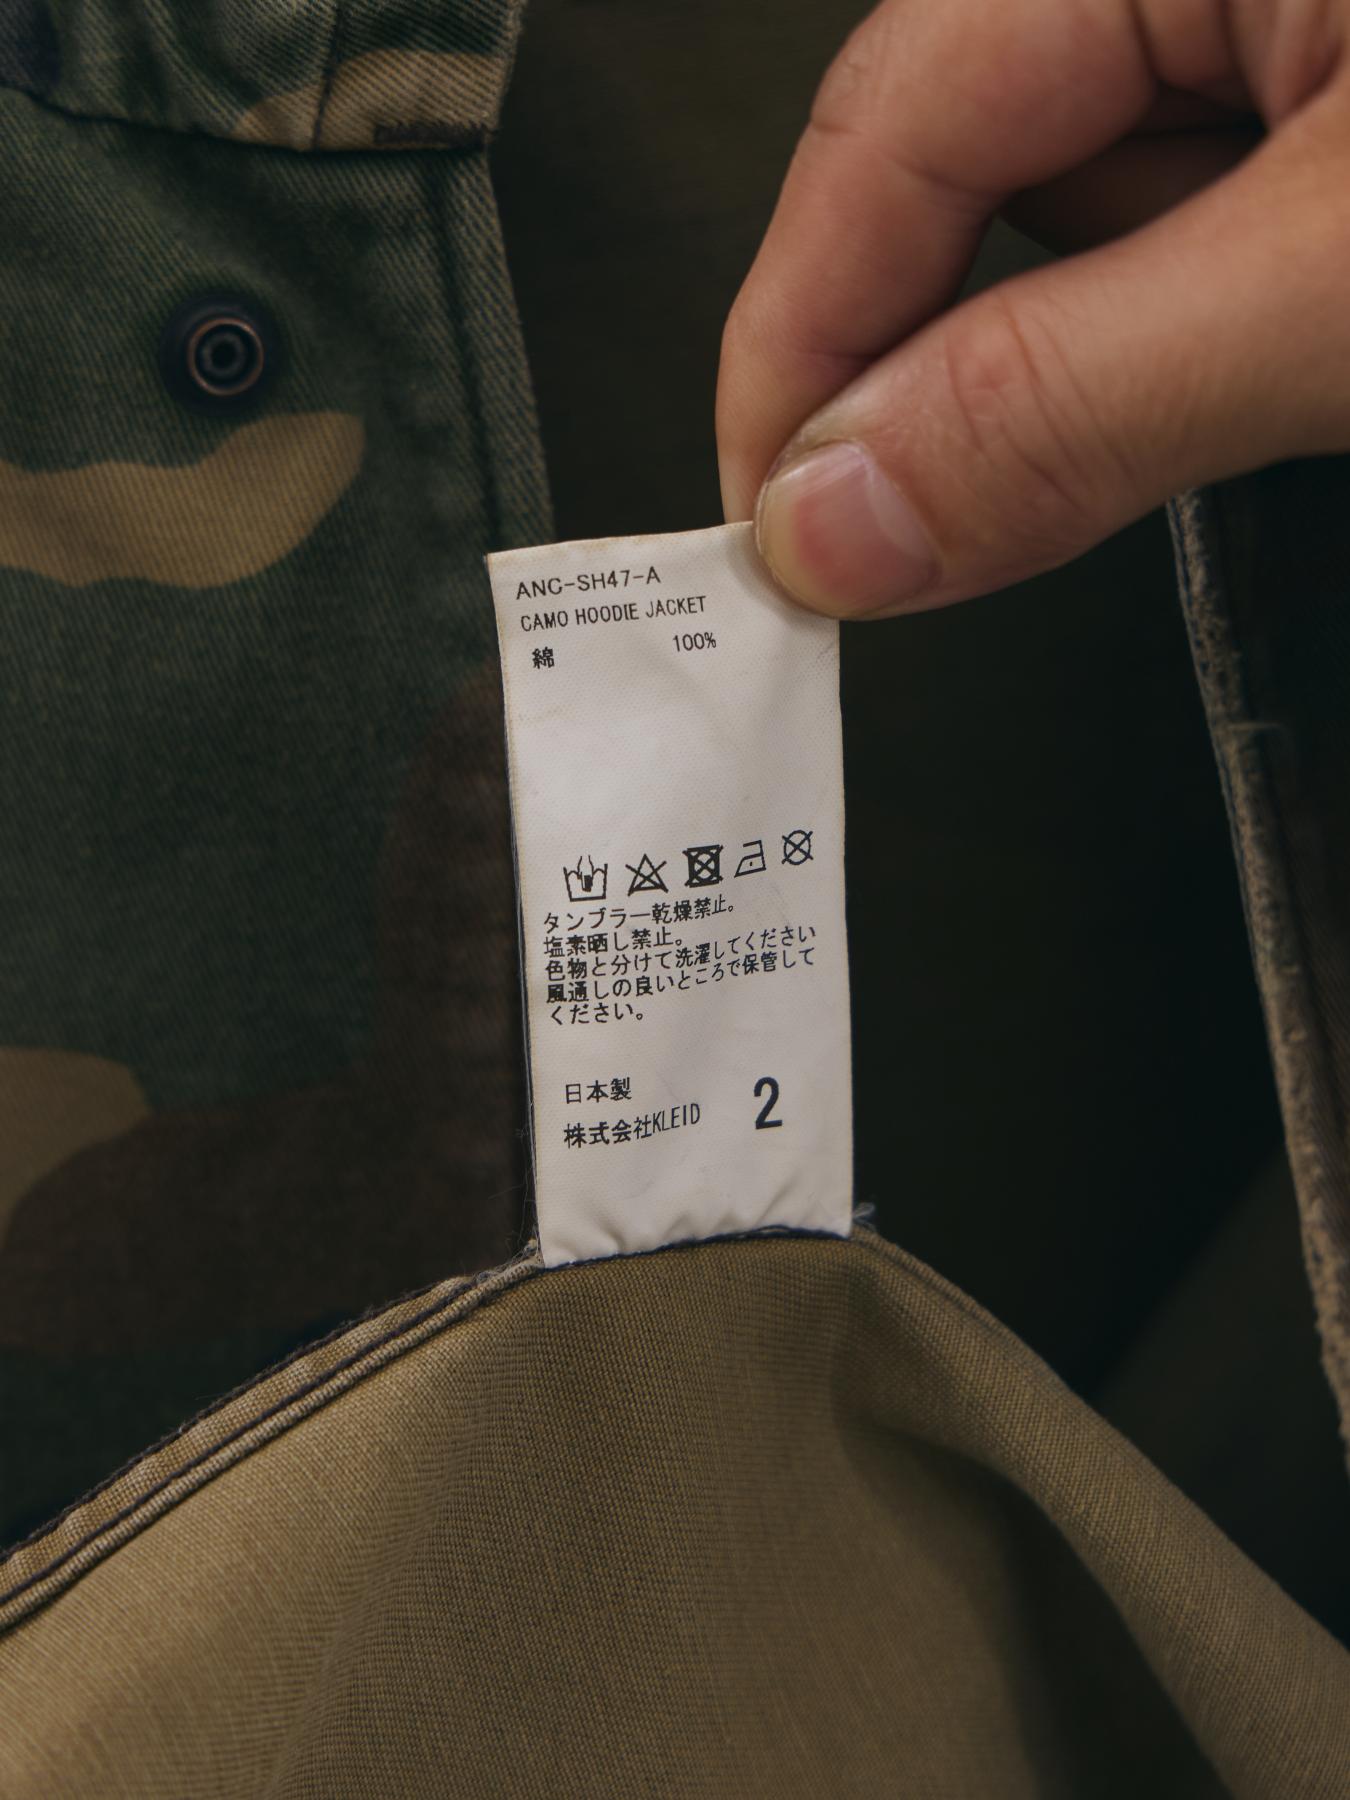 ANC-SH47-A
CAMO HOODIE JACKET
綿 100%
タンブラー乾燥禁止。
塩素晒し禁止。
色物と分けて洗濯してください
風通しの良いところで保管して
ください。
日本製
株式会社KLEID
2